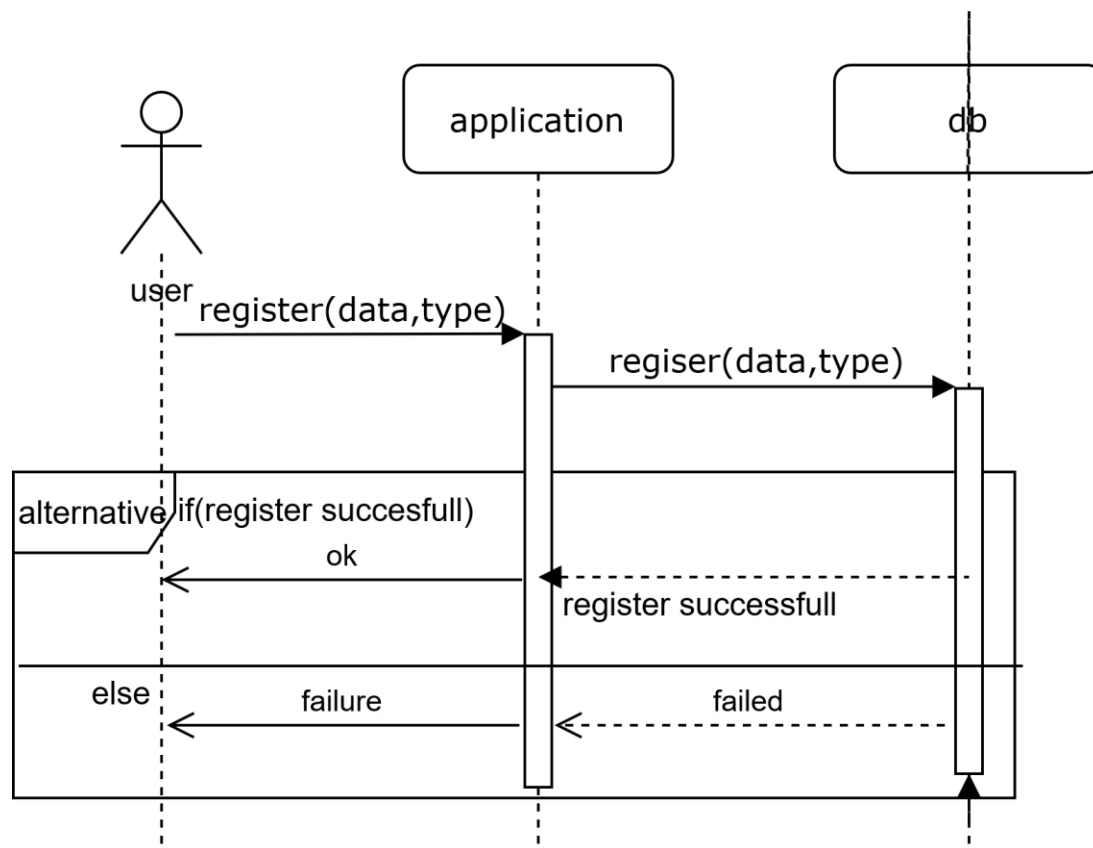 application
db
user
register(data,type)
regiser(data,type)
alternative
if(register succesfull)
ok
register successfull
else
failure
failed